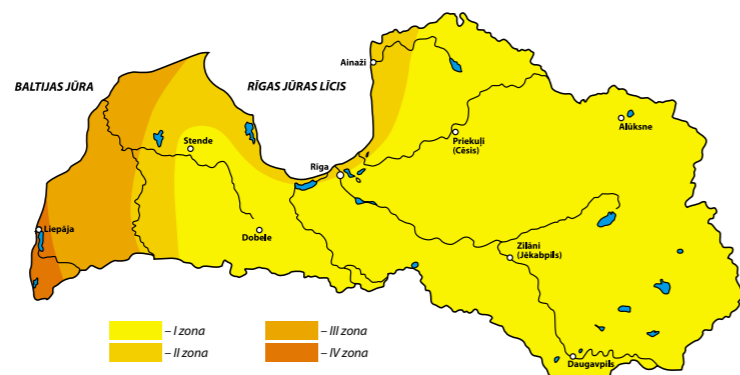 Ainaži
BALTIJAS JŪRA
RĪGAS JŪRAS LĪCIS
Alūksne
Priekuļi
(Cēsis)
Stende
Rīga
Liepāja
Dobele
Zīlāni
(Jēkabpils)
– I zona
– III zona
– II zona
– IV zona
Daugavpils